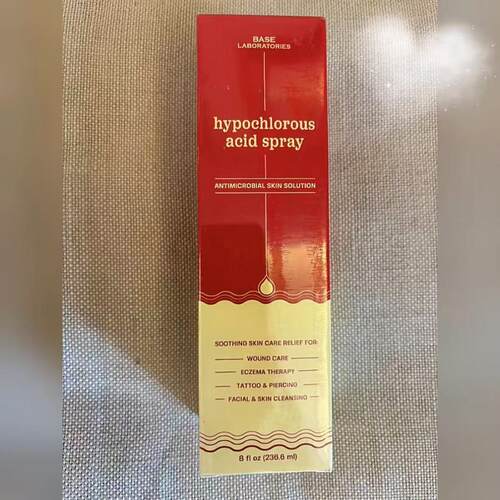 BASE
LABORATORIES
hypochlorous
acid spray
ANTIMICROBIAL SKIN SOLUTION
SOOTHING SKIN CARE RELIEF FOR:
WOUND CARE
ECZEMA THERAPY
TATTOO & PIERCING
FACIAL & SKIN CLEANSING
8 fl oz (236.6 ml)